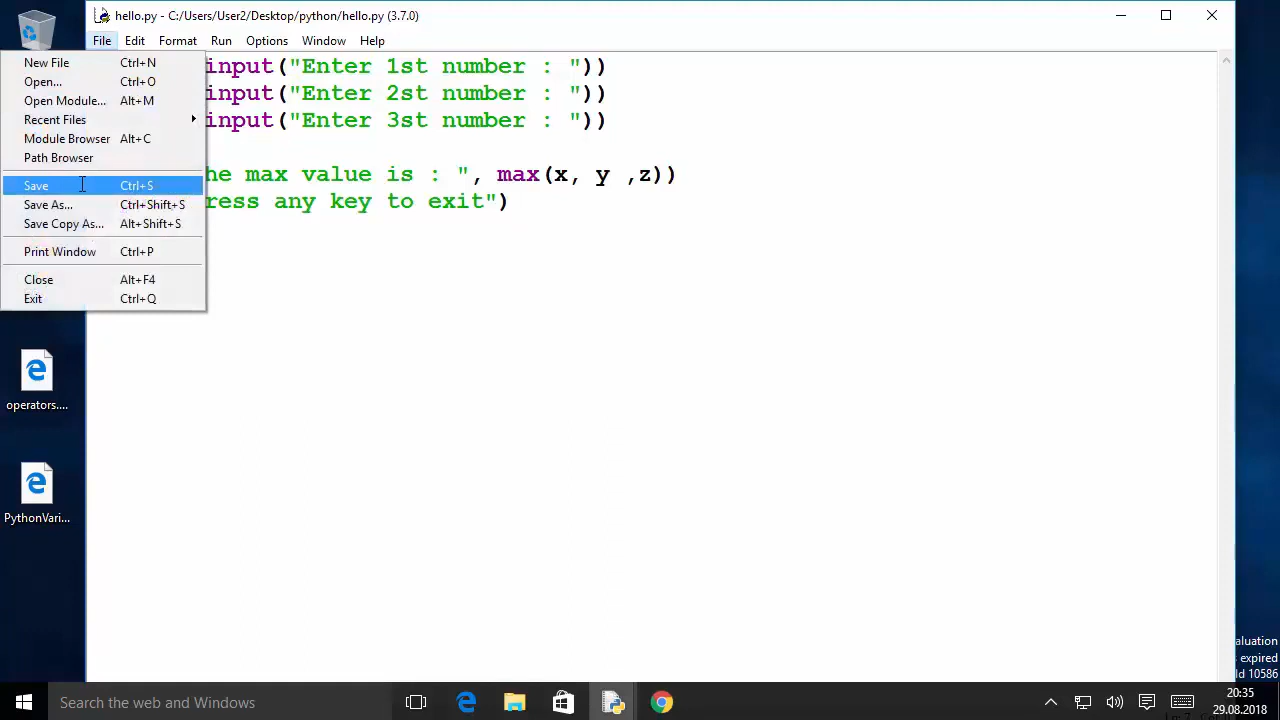 hello.py - C:/Users/User2/Desktop/python/hello.py (3.7.0)
File Edit Format Run Options Window Help
New File Ctrl+N
Open... Ctrl+O
Open Module... Alt+M
Recent Files
Module Browser Alt+C
Path Browser
Save Ctrl+S
Save As... Ctrl+Shift+S
Save Copy As... Alt+Shift+S
Print Window Ctrl+P
Close Alt+F4
Exit Ctrl+Q
input("Enter 1st number : "))
input("Enter 2st number : "))
input("Enter 3st number : "))
he max value is : ", max(x, y ,z))
ress any key to exit")
operators....
PythonVari...
aluation
s expired
ld 10586
Search the web and Windows
20:35
29.08.2018